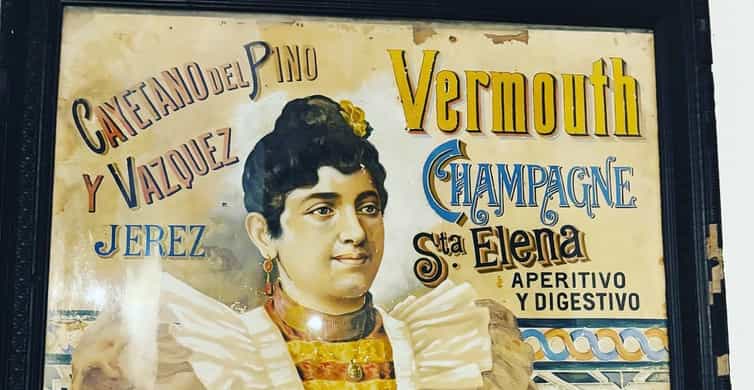 CAYETANO DEL PINO
Y VAZQUEZ
JEREZ
Vermouth
CHAMPAGNE
Sta. Elena
APERITIVO
Y DIGESTIVO